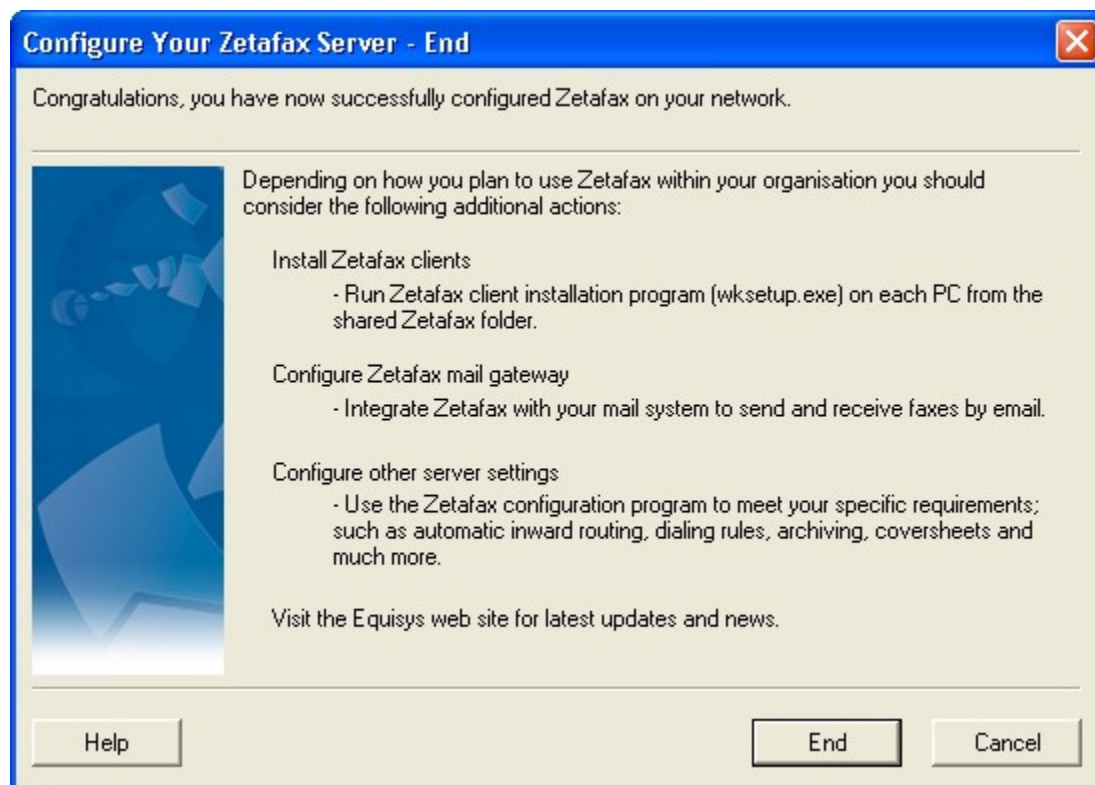 Configure Your Zetafax Server - End
Congratulations, you have now successfully configured Zetafax on your network.
Depending on how you plan to use Zetafax within your organisation you should
consider the following additional actions:
Install Zetafax clients
- Run Zetafax client installation program (wksetup.exe) on each PC from the
shared Zetafax folder.
Configure Zetafax mail gateway
- Integrate Zetafax with your mail system to send and receive faxes by email.
Configure other server settings
- Use the Zetafax configuration program to meet your specific requirements;
such as automatic inward routing, dialing rules, archiving, coversheets and
much more.
Visit the Equisys web site for latest updates and news.
Help
End
Cancel